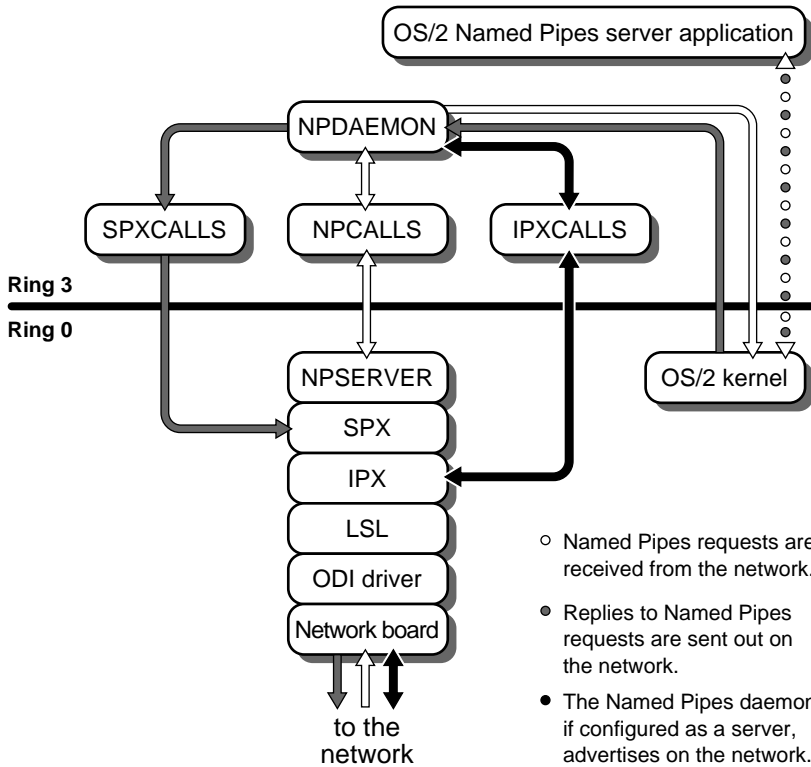 OS/2 Named Pipes server application
NPDAEMON
SPXCALLS
NPCALLS
IPXCALLS
Ring 3
Ring 0
NPSERVER
OS/2 kernel
SPX
IPX
LSL
ODI driver
Network board
to the
network
Named Pipes requests are
received from the network.
Replies to Named Pipes
requests are sent out on
the network.
The Named Pipes daemon
if configured as a server,
advertises on the network.